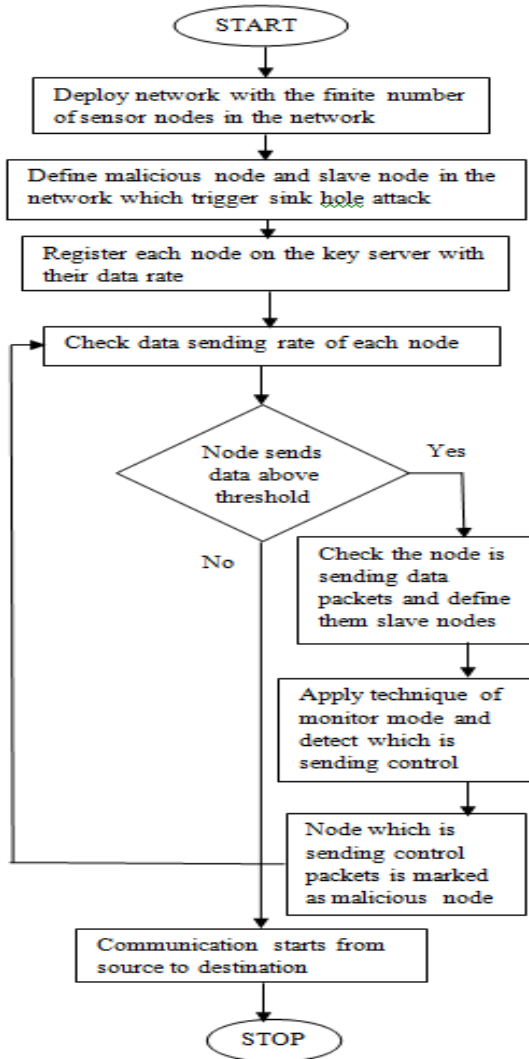 START
Deploy network with the finite number
of sensor nodes in the network
Define malicious node and slave node in the
network which trigger sink hole attack
Register each node on the key server with
their data rate
Check data sending rate of each node
Node sends
data above
threshold
Yes
No
Check the node is
sending data
packets and define
them slave nodes
Apply technique of
monitor mode and
detect which is
sending control
Node which is
sending control
packets is marked
as malicious node
Communication starts from
source to destination
STOP